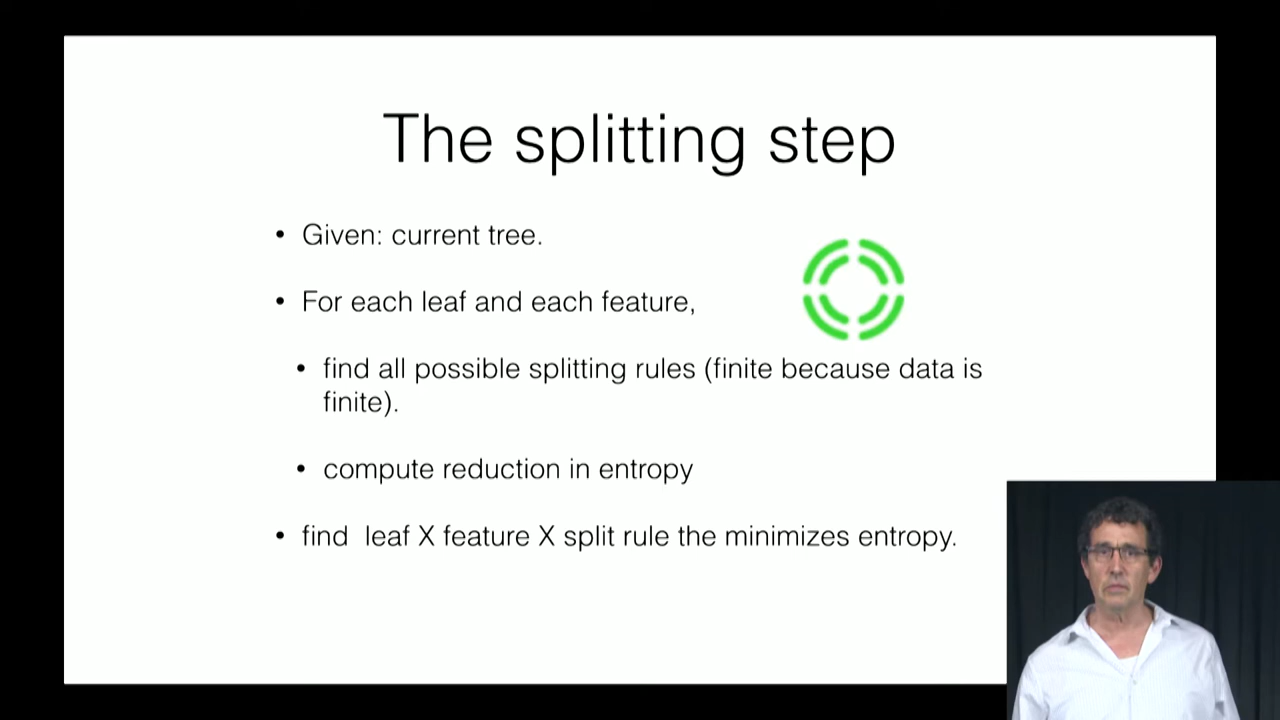 The splitting step
• Given: current tree.
• For each leaf and each feature,
• find all possible splitting rules (finite because data is
finite).
• compute reduction in entropy
• find leaf X feature X split rule the minimizes entropy.